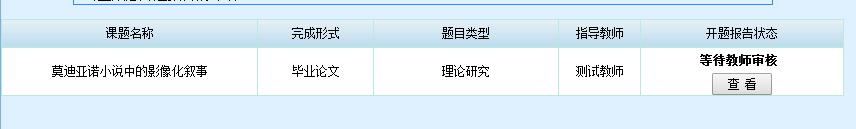 课题名称 完成形式 题目类型 指导教师 开题报告状态
莫迪亚诺小说中的影像化叙事 毕业论文 理论研究 测试教师 等待教师审核
查 看